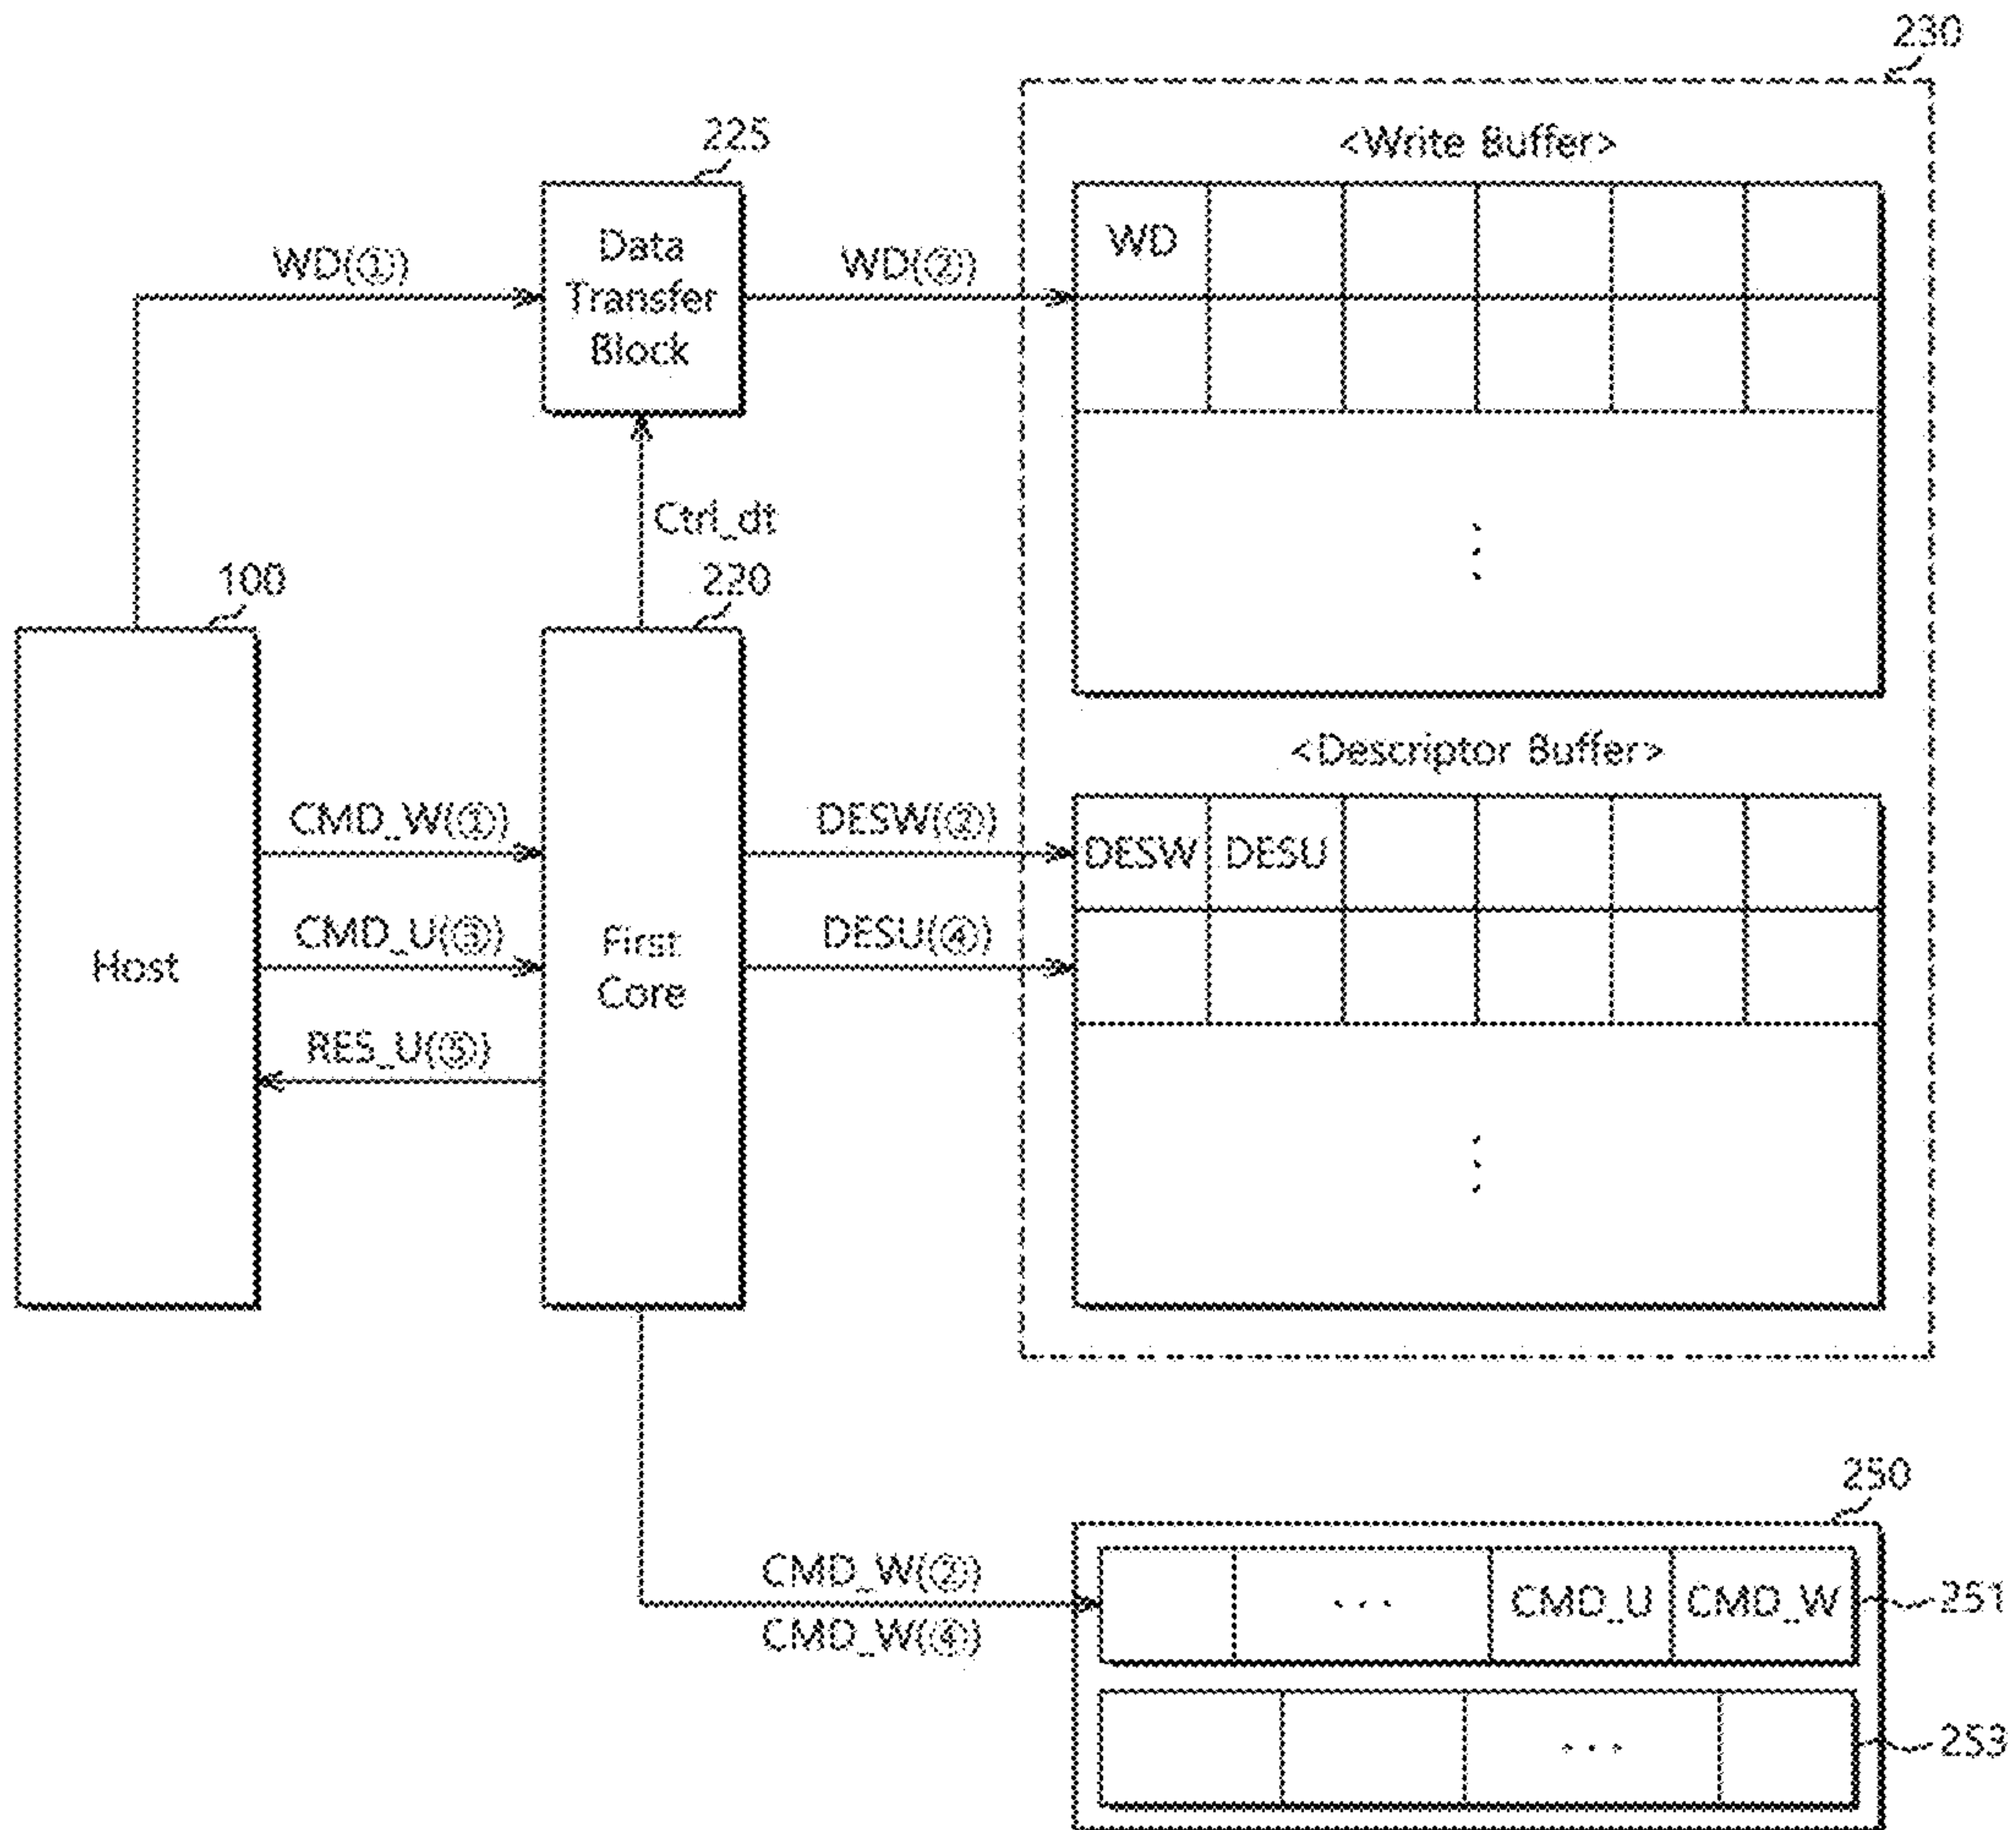 230
<Write Buffer>
225
Data
Transfer
Block
WD(①)
WD(②)
WD
Ctrl_dt
100
220
<Descriptor Buffer>
CMD_W(①)
DESW(②)
DESW
DESU
CMD_U(③)
DESU(④)
Host
First
Core
RES_U(⑤)
250
CMD_W(②)
CMD_W(④)
...
CMD_U
CMD_W
251
...
253